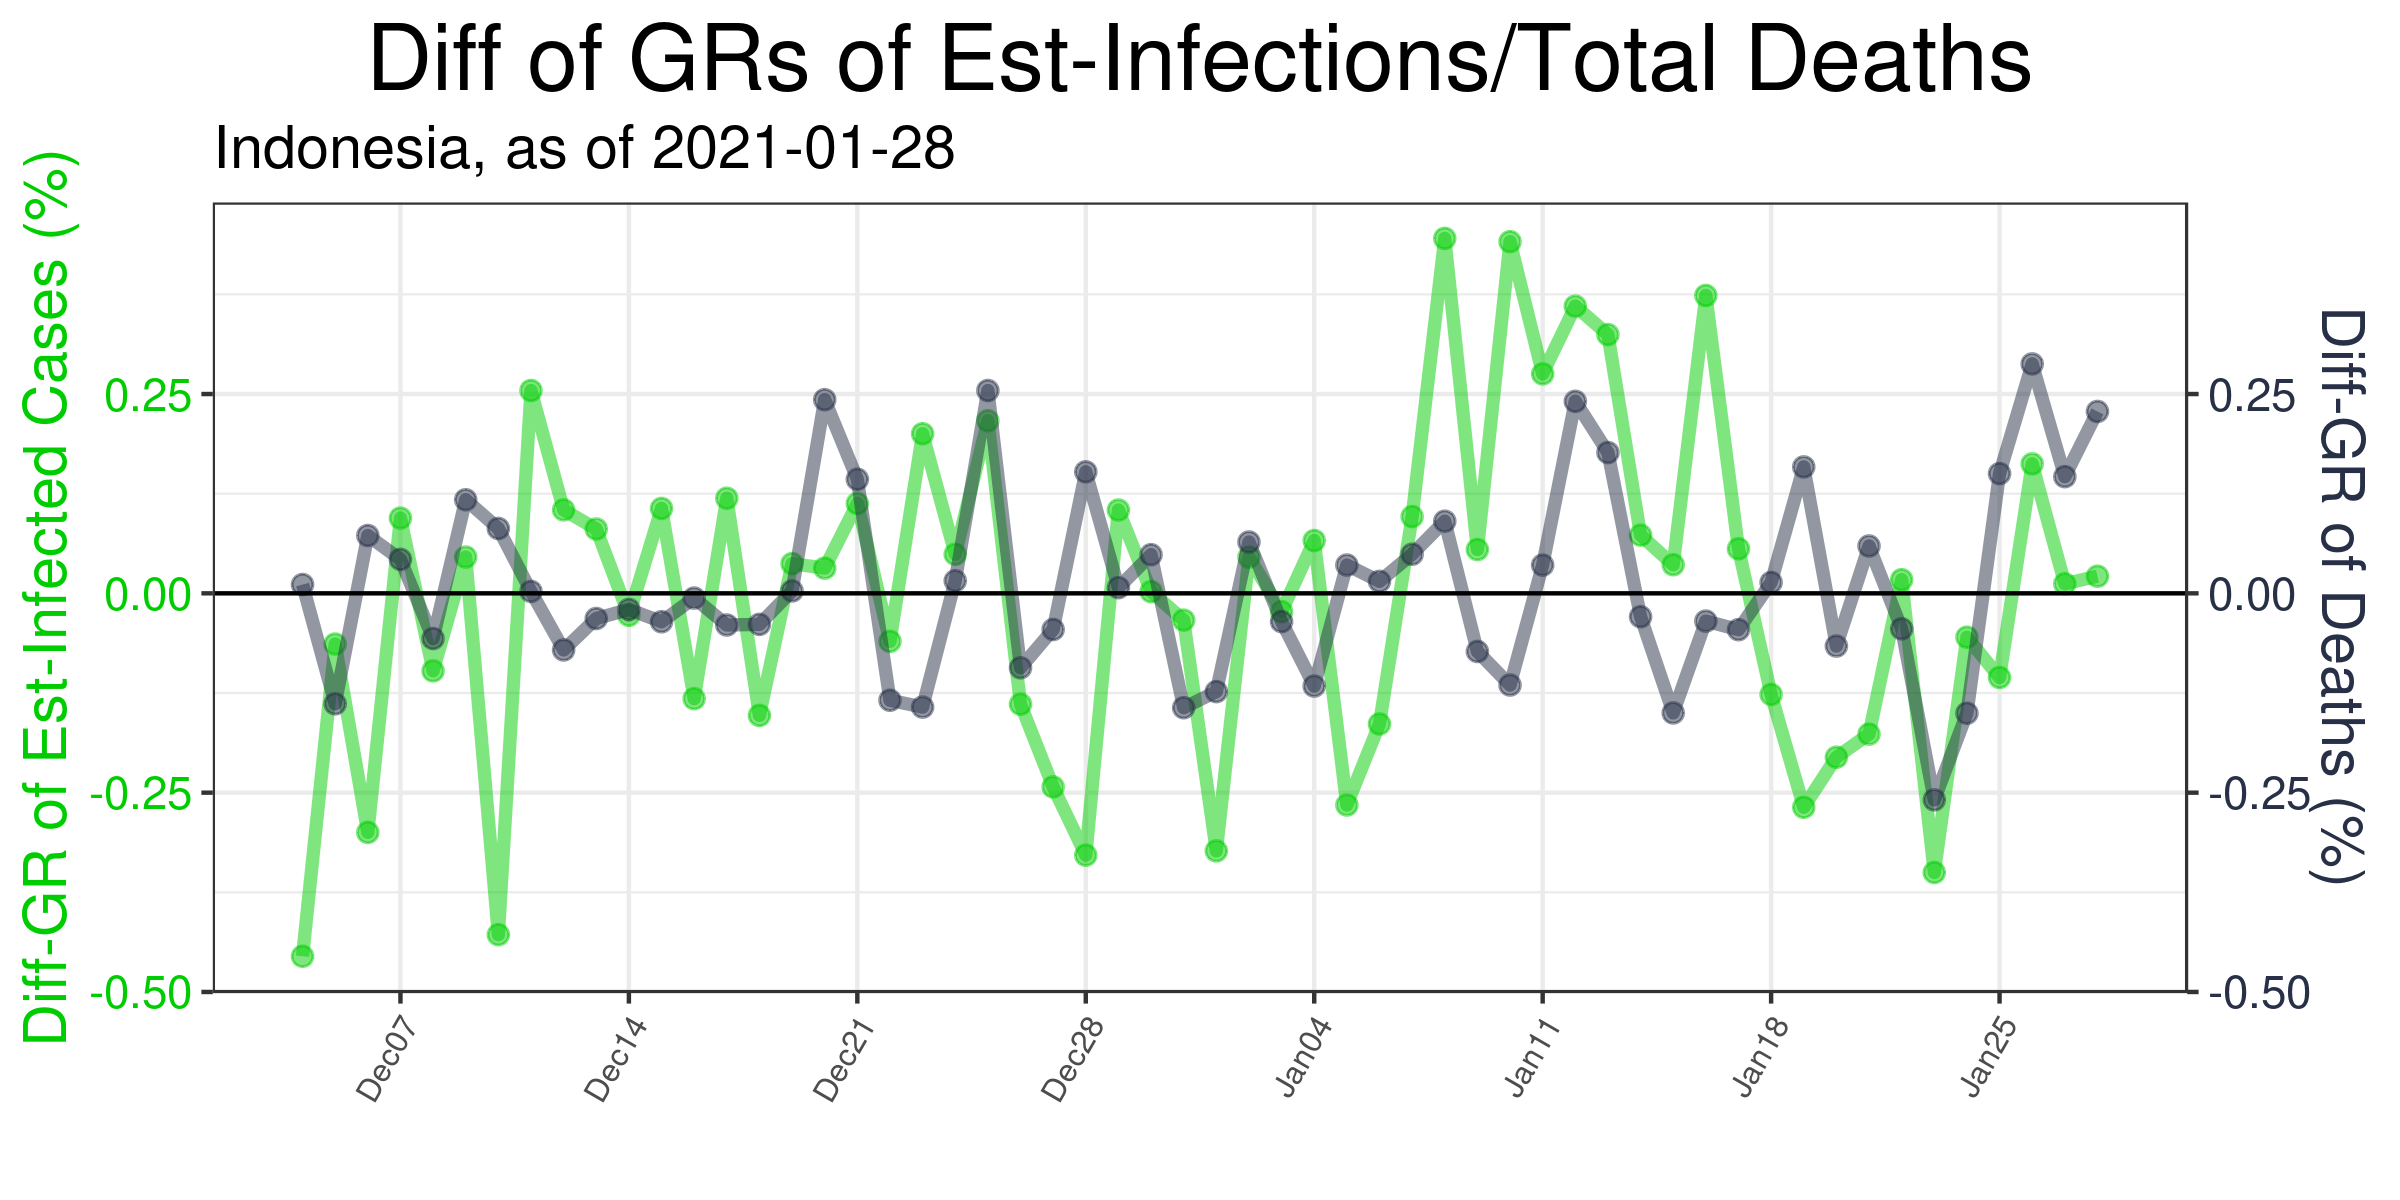 Diff of GRs of Est-Infections/Total Deaths
Indonesia, as of 2021-01-28
Diff-GR of Est-Infected Cases (%)
0.25
0.00
-0.25
-0.50
0.25
0.00
-0.25
-0.50
Diff-GR of Deaths (%)
Dec07
Dec14
Dec21
Dec28
Jan04
Jan11
Jan18
Jan25